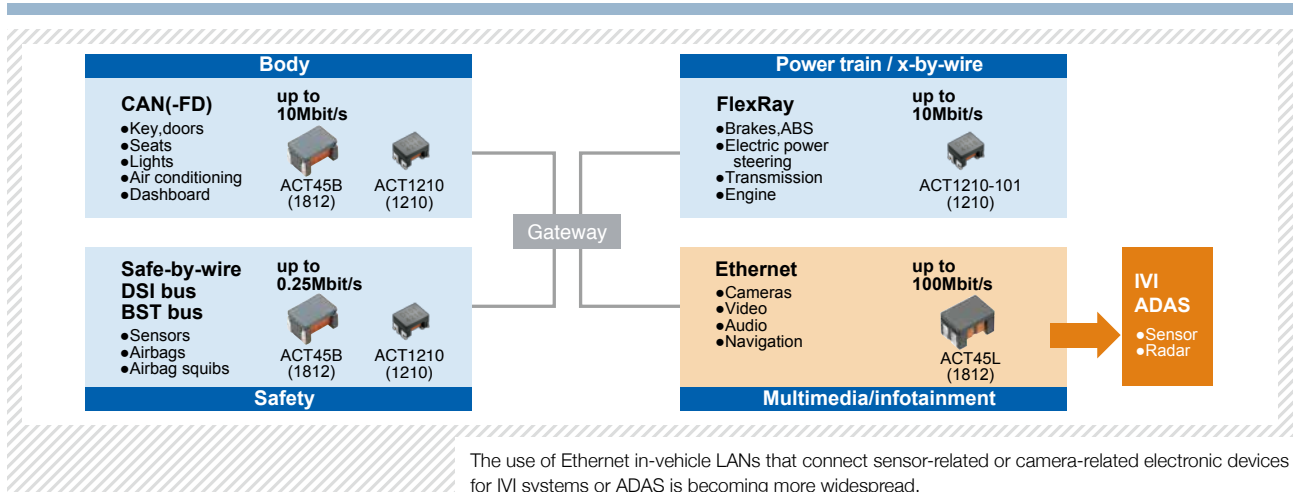 Body
CAN(-FD)
●Key,doors
●Seats
●Lights
●Air conditioning
●Dashboard
up to
10Mbit/s
ACT45B
(1812)
ACT1210
(1210)
Power train / x-by-wire
FlexRay
●Brakes,ABS
●Electric power
steering
●Transmission
●Engine
up to
10Mbit/s
ACT1210-101
(1210)
Gateway
Safe-by-wire
DSI bus
BST bus
●Sensors
●Airbags
●Airbag squibs
up to
0.25Mbit/s
ACT45B
(1812)
ACT1210
(1210)
Safety
Ethernet
●Cameras
●Video
●Audio
●Navigation
up to
100Mbit/s
ACT45L
(1812)
Multimedia/infotainment
IVI
ADAS
●Sensor
●Radar
The use of Ethernet in-vehicle LANs that connect sensor-related or camera-related electronic devices
for IVI systems or ADAS is becoming more widespread.